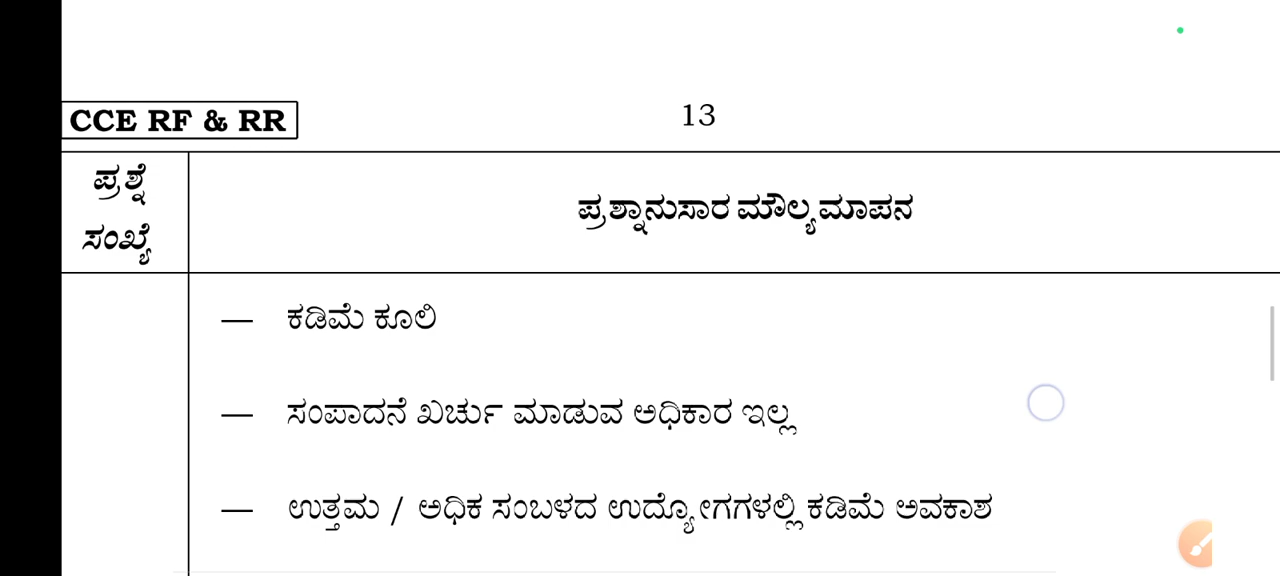 CCE RF & RR
13
ಪ್ರಶ್ನೆ
ಸಂಖ್ಯೆ
ಪ್ರಶ್ನಾನುಸಾರ ಮೌಲ್ಯಮಾಪನ
— ಕಡಿಮೆ ಕೂಲಿ
— ಸಂಪಾದನೆ ಖರ್ಚು ಮಾಡುವ ಅಧಿಕಾರ ಇಲ್ಲ
— ಉತ್ತಮ / ಅಧಿಕ ಸಂಬಳದ ಉದ್ಯೋಗಗಳಲ್ಲಿ ಕಡಿಮೆ ಅವಕಾಶ